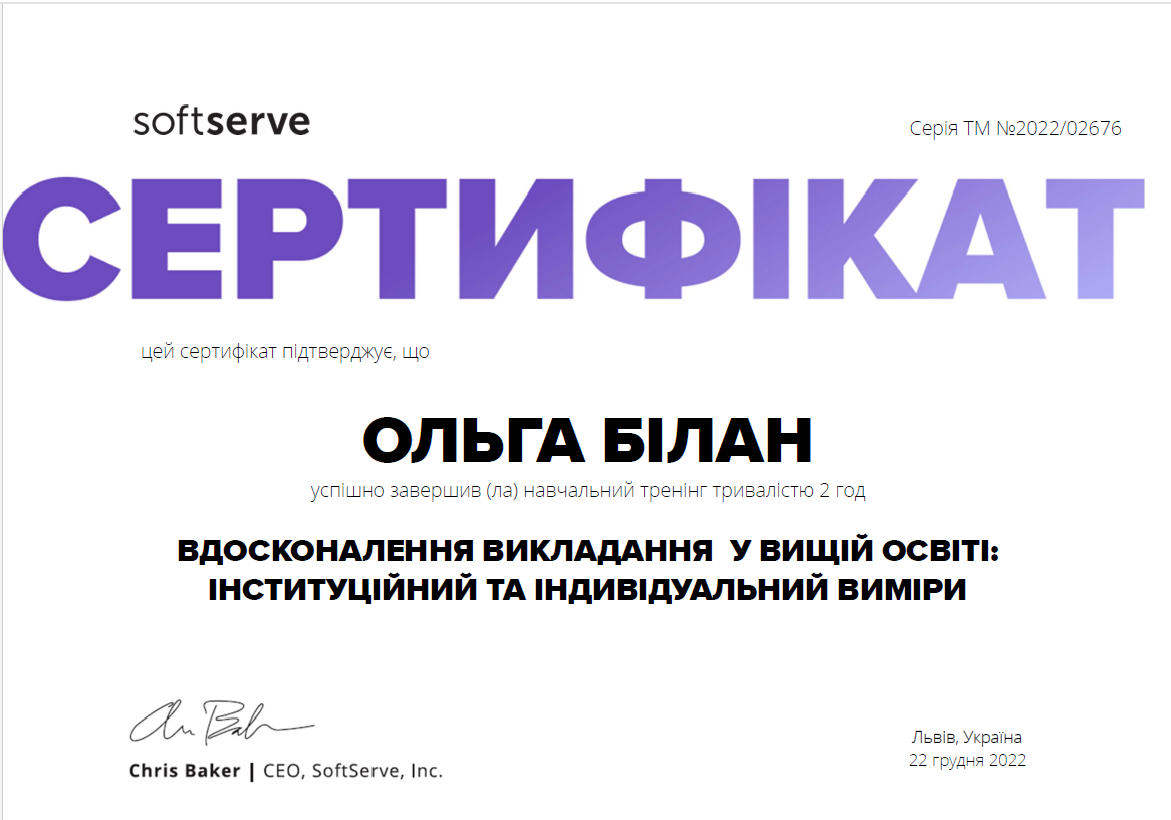 softserve
Серія ТМ №2022/02676
СЕРТИФІКАТ
цей сертифікат підтверджує, що
ОЛЬГА БІЛАН
успішно завершив (ла) навчальний тренінг тривалістю 2 год
ВДОСКОНАЛЕННЯ ВИКЛАДАННЯ  У ВИЩІЙ ОСВІТІ:
ІНСТИТУЦІЙНИЙ ТА ІНДИВІДУАЛЬНИЙ ВИМІРИ
Chris Baker | CEO, SoftServe, Inc.
Львів, Україна
22 грудня 2022